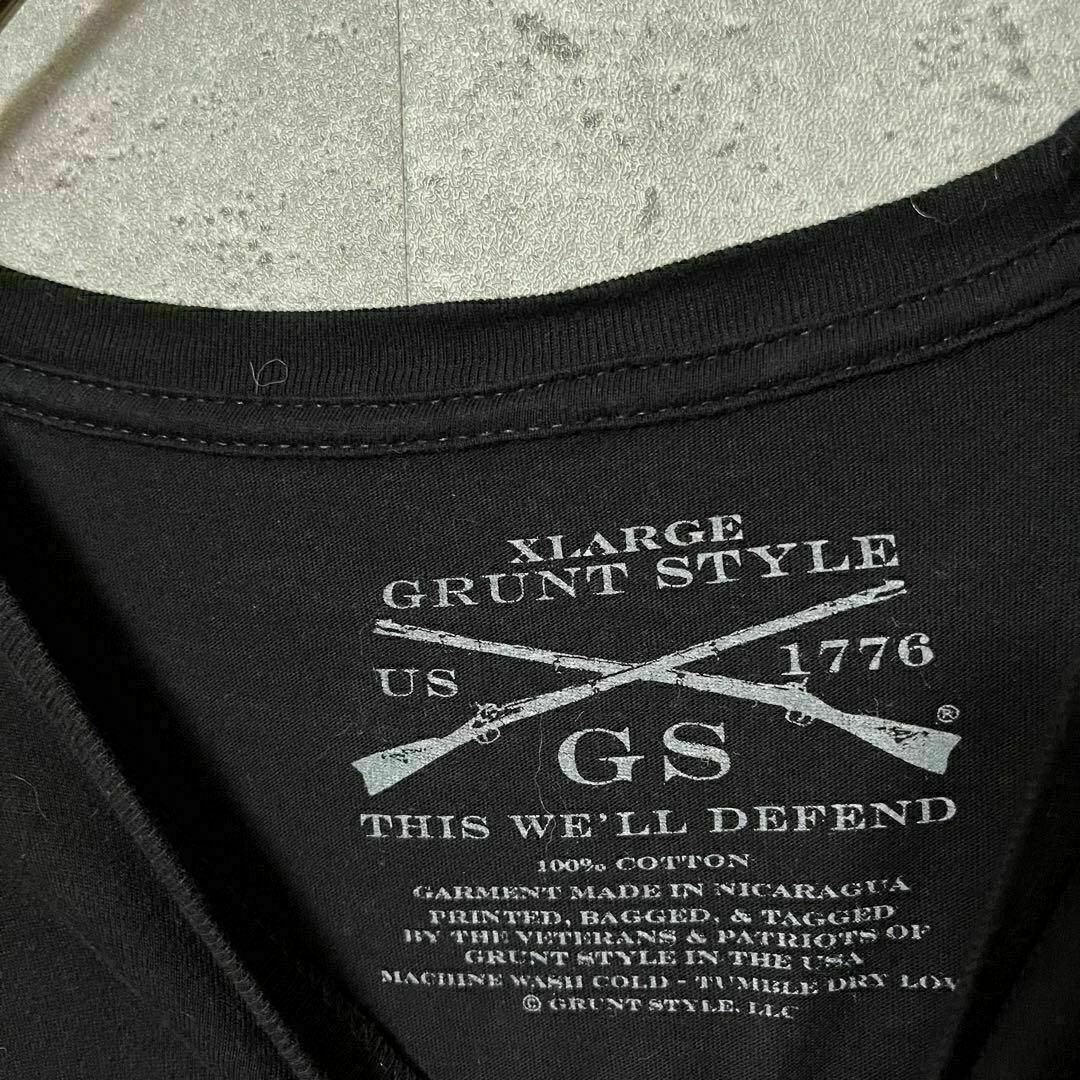 XLARGE
GRUNT STYLE
US 1776
GS®
THIS WE'LL DEFEND
100% COTTON
GARMENT MADE IN NICARAGUA
PRINTED, BAGGED, & TAGGED
BY THE VETERANS & PATRIOTS OF
GRUNT STYLE IN THE USA
MACHINE WASH COLD - TUMBLE DRY LOW
© GRUNT STYLE, LLC